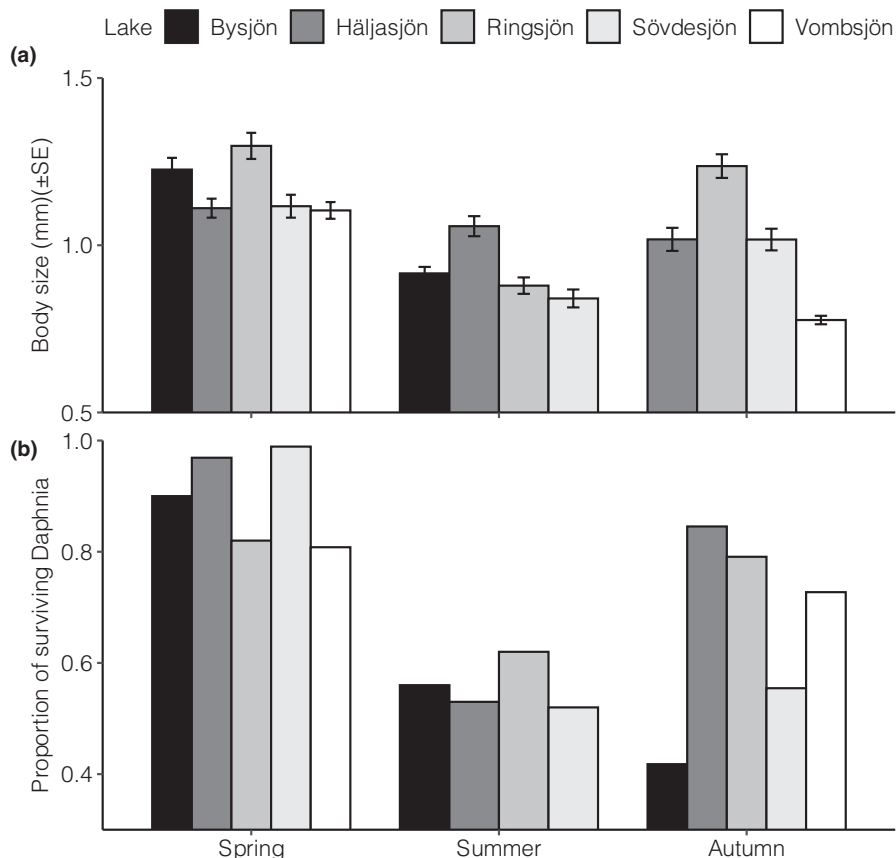 Lake Bysjön Häljasjön Ringsjön Sövdesjön Vombsjön
(a)
1.5
1.0
0.5
Body size (mm)(±SE)
(b)
1.0
0.8
0.6
0.4
Proportion of surviving Daphnia
Spring Summer Autumn